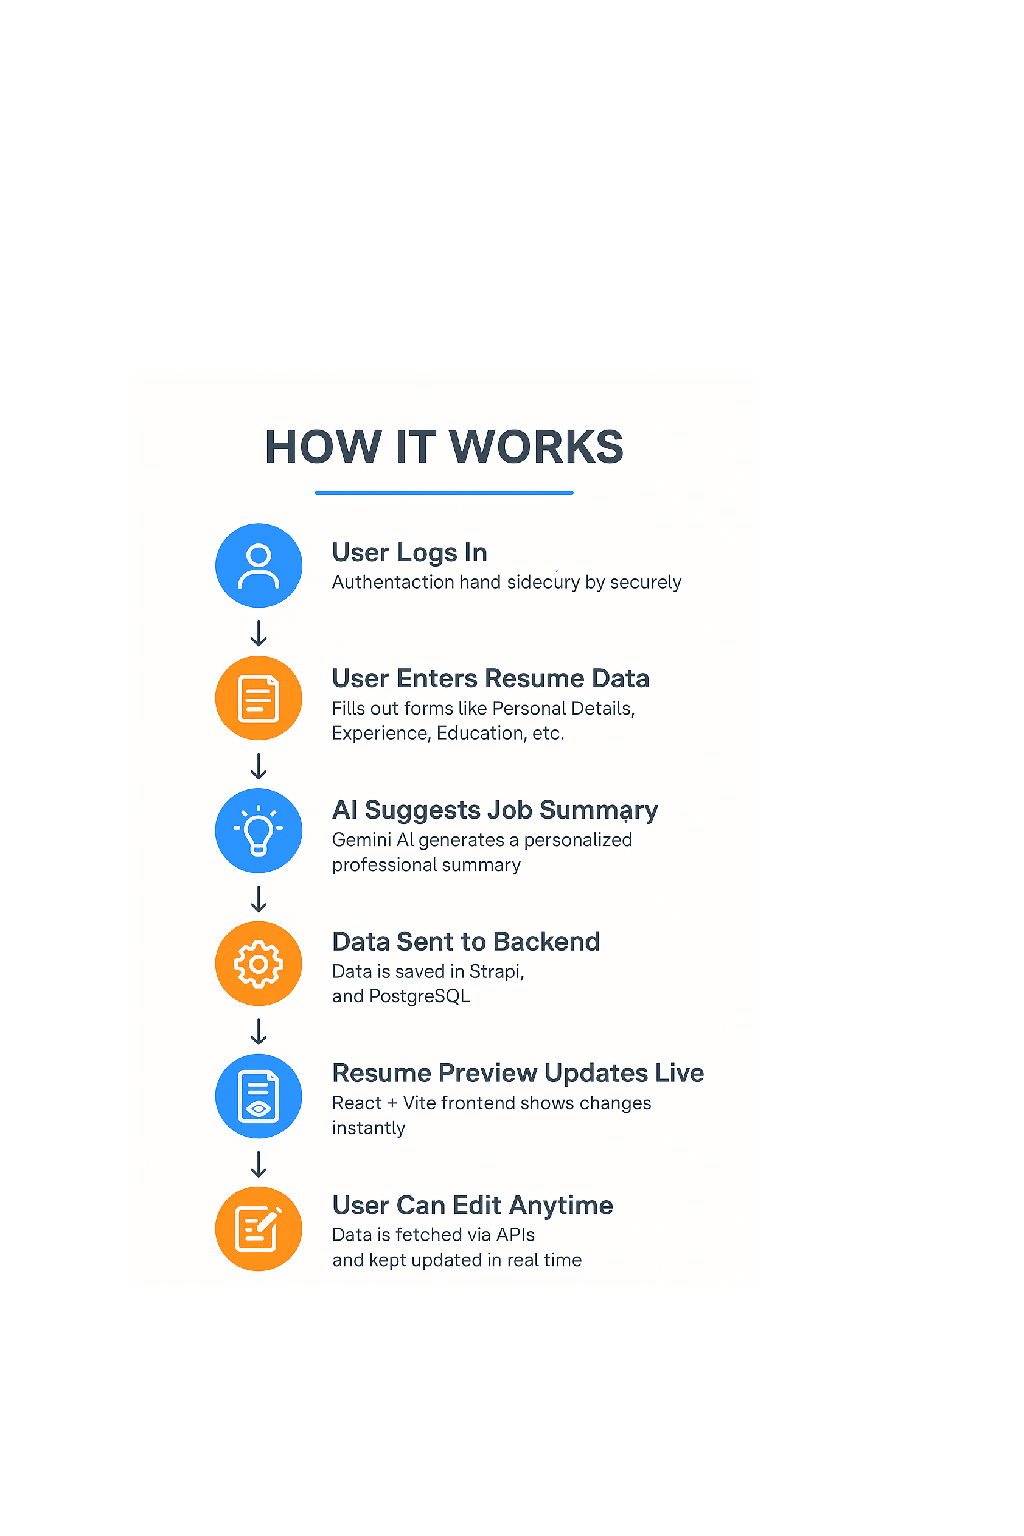 HOW IT WORKS
User Logs In
Authentaction hand sidecury by securely
User Enters Resume Data
Fills out forms like Personal Details,
Experience, Education, etc.
AI Suggests Job Summary
Gemini AI generates a personalized
professional summary
Data Sent to Backend
Data is saved in Strapi,
and PostgreSQL
Resume Preview Updates Live
React + Vite frontend shows changes
instantly
User Can Edit Anytime
Data is fetched via APIs
and kept updated in real time